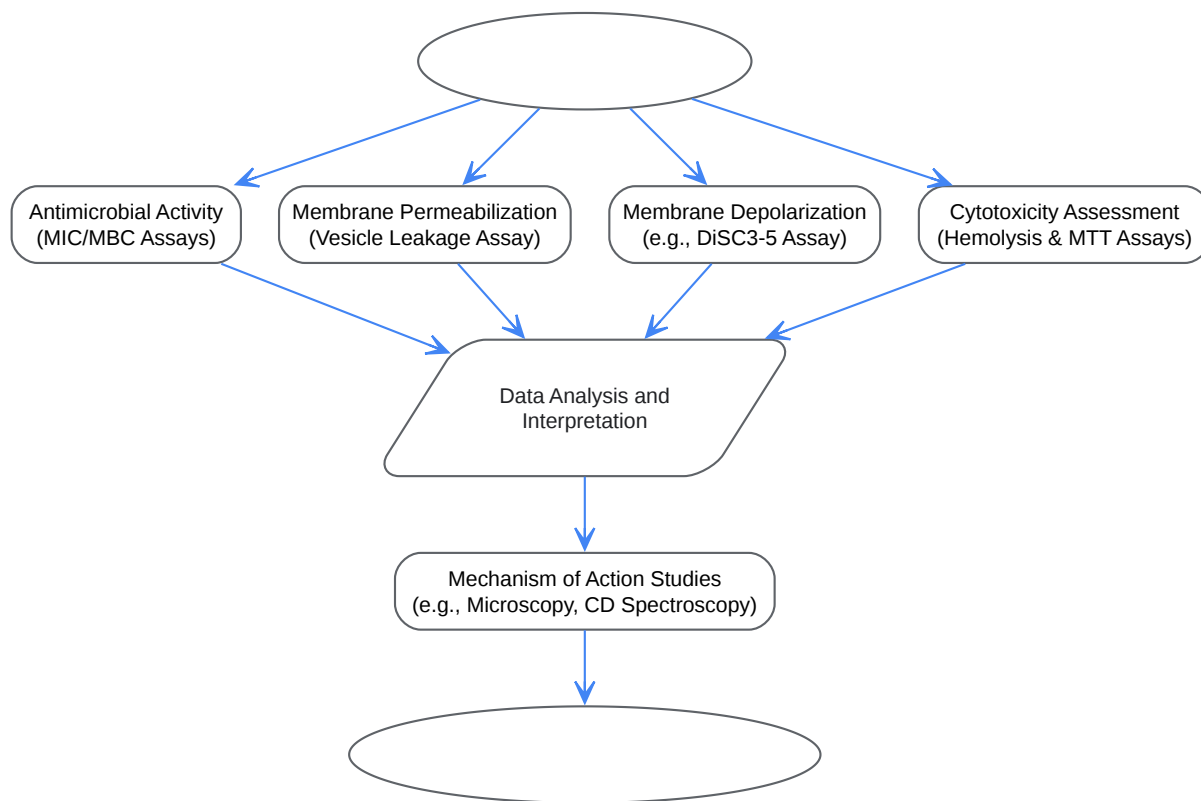 Antimicrobial Activity
(MIC/MBC Assays)
Membrane Permeabilization
(Vesicle Leakage Assay)
Membrane Depolarization
(e.g., DiSC3-5 Assay)
Cytotoxicity Assessment
(Hemolysis & MTT Assays)
Data Analysis and
Interpretation
Mechanism of Action Studies
(e.g., Microscopy, CD Spectroscopy)